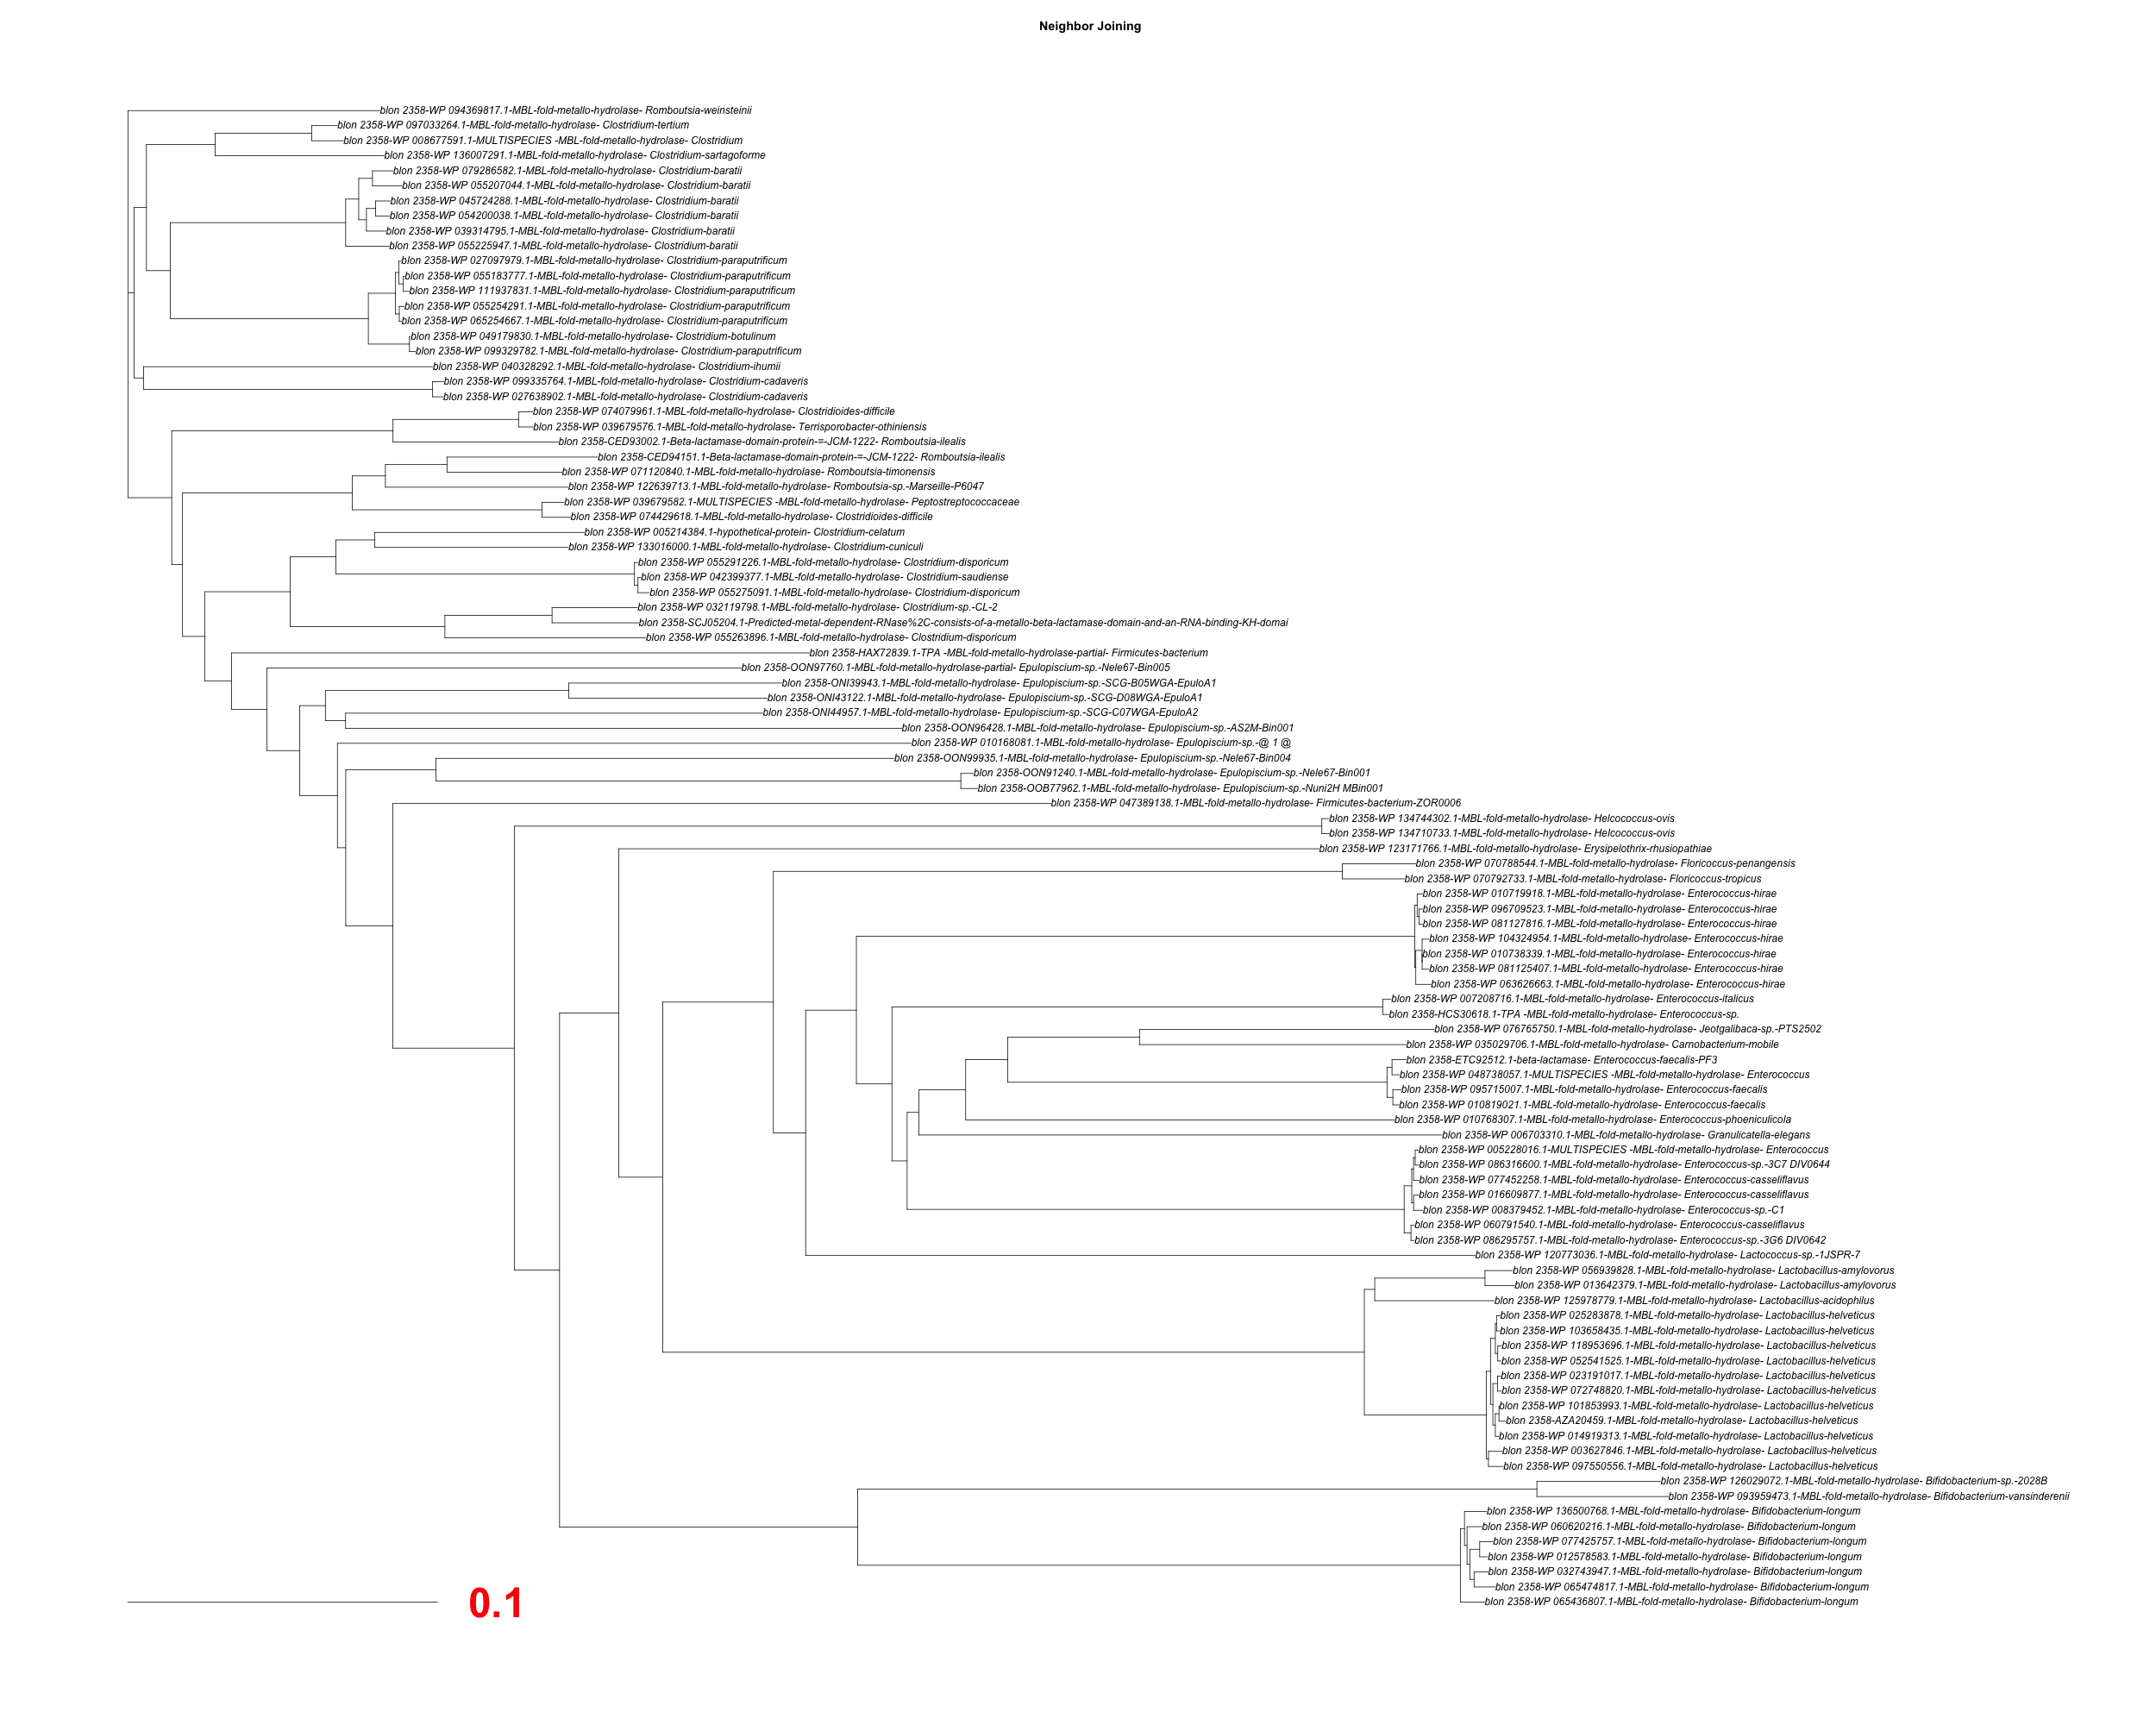 Neighbor Joining
blon 2358-WP 094369817.1-MBL-fold-metallo-hydrolase- Romboutsia-weinsteinii
blon 2358-WP 097033264.1-MBL-fold-metallo-hydrolase- Clostridium-tertium
blon 2358-WP 008677591.1-MULTISPECIES -MBL-fold-metallo-hydrolase- Clostridium
blon 2358-WP 136007291.1-MBL-fold-metallo-hydrolase- Clostridium-sartagoforme
blon 2358-WP 079286582.1-MBL-fold-metallo-hydrolase- Clostridium-baratii
blon 2358-WP 055207044.1-MBL-fold-metallo-hydrolase- Clostridium-baratii
blon 2358-WP 045724288.1-MBL-fold-metallo-hydrolase- Clostridium-baratii
blon 2358-WP 054200038.1-MBL-fold-metallo-hydrolase- Clostridium-baratii
blon 2358-WP 039314795.1-MBL-fold-metallo-hydrolase- Clostridium-baratii
blon 2358-WP 055225947.1-MBL-fold-metallo-hydrolase- Clostridium-baratii
blon 2358-WP 027097979.1-MBL-fold-metallo-hydrolase- Clostridium-paraputrificum
blon 2358-WP 055183777.1-MBL-fold-metallo-hydrolase- Clostridium-paraputrificum
blon 2358-WP 111937831.1-MBL-fold-metallo-hydrolase- Clostridium-paraputrificum
blon 2358-WP 055254291.1-MBL-fold-metallo-hydrolase- Clostridium-paraputrificum
blon 2358-WP 065254667.1-MBL-fold-metallo-hydrolase- Clostridium-paraputrificum
blon 2358-WP 049179830.1-MBL-fold-metallo-hydrolase- Clostridium-botulinum
blon 2358-WP 099329782.1-MBL-fold-metallo-hydrolase- Clostridium-paraputrificum
blon 2358-WP 040328292.1-MBL-fold-metallo-hydrolase- Clostridium-ihumii
blon 2358-WP 099335764.1-MBL-fold-metallo-hydrolase- Clostridium-cadaveris
blon 2358-WP 027638902.1-MBL-fold-metallo-hydrolase- Clostridium-cadaveris
blon 2358-WP 074079961.1-MBL-fold-metallo-hydrolase- Clostridioides-difficile
blon 2358-WP 039679576.1-MBL-fold-metallo-hydrolase- Terrisporobacter-othiniensis
blon 2358-CED93002.1-Beta-lactamase-domain-protein-=-JCM-1222- Romboutsia-ilealis
blon 2358-CED94151.1-Beta-lactamase-domain-protein-=-JCM-1222- Romboutsia-ilealis
blon 2358-WP 071120840.1-MBL-fold-metallo-hydrolase- Romboutsia-timonensis
blon 2358-WP 122639713.1-MBL-fold-metallo-hydrolase- Romboutsia-sp.-Marseille-P6047
blon 2358-WP 039679582.1-MULTISPECIES -MBL-fold-metallo-hydrolase- Peptostreptococcaceae
blon 2358-WP 074429618.1-MBL-fold-metallo-hydrolase- Clostridioides-difficile
blon 2358-WP 005214384.1-hypothetical-protein- Clostridium-celatum
blon 2358-WP 133016000.1-MBL-fold-metallo-hydrolase- Clostridium-cuniculi
blon 2358-WP 055291226.1-MBL-fold-metallo-hydrolase- Clostridium-disporicum
blon 2358-WP 042399377.1-MBL-fold-metallo-hydrolase- Clostridium-saudiense
blon 2358-WP 055275091.1-MBL-fold-metallo-hydrolase- Clostridium-disporicum
blon 2358-WP 032119798.1-MBL-fold-metallo-hydrolase- Clostridium-sp.-CL-2
blon 2358-SCJ05204.1-Predicted-metal-dependent-RNase%2C-consists-of-a-metallo-beta-lactamase-domain-and-an-RNA-binding-KH-domai
blon 2358-WP 055263896.1-MBL-fold-metallo-hydrolase- Clostridium-disporicum
blon 2358-HAX72839.1-TPA -MBL-fold-metallo-hydrolase-partial- Firmicutes-bacterium
blon 2358-OON97760.1-MBL-fold-metallo-hydrolase-partial- Epulopiscium-sp.-Nele67-Bin005
blon 2358-ONI39943.1-MBL-fold-metallo-hydrolase- Epulopiscium-sp.-SCG-B05WGA-EpuloA1
blon 2358-ONI43122.1-MBL-fold-metallo-hydrolase- Epulopiscium-sp.-SCG-D08WGA-EpuloA1
blon 2358-ONI44957.1-MBL-fold-metallo-hydrolase- Epulopiscium-sp.-SCG-C07WGA-EpuloA2
blon 2358-OON96428.1-MBL-fold-metallo-hydrolase- Epulopiscium-sp.-AS2M-Bin001
blon 2358-WP 010168081.1-MBL-fold-metallo-hydrolase- Epulopiscium-sp.-@ 1 @
blon 2358-OON99935.1-MBL-fold-metallo-hydrolase- Epulopiscium-sp.-Nele67-Bin004
blon 2358-OON91240.1-MBL-fold-metallo-hydrolase- Epulopiscium-sp.-Nele67-Bin001
blon 2358-OOB77962.1-MBL-fold-metallo-hydrolase- Epulopiscium-sp.-Nuni2H MBin001
blon 2358-WP 047389138.1-MBL-fold-metallo-hydrolase- Firmicutes-bacterium-ZOR0006
blon 2358-WP 134744302.1-MBL-fold-metallo-hydrolase- Helcococcus-ovis
blon 2358-WP 134710733.1-MBL-fold-metallo-hydrolase- Helcococcus-ovis
blon 2358-WP 123171766.1-MBL-fold-metallo-hydrolase- Erysipelothrix-rhusiopathiae
blon 2358-WP 070788544.1-MBL-fold-metallo-hydrolase- Floricoccus-penangensis
blon 2358-WP 070792733.1-MBL-fold-metallo-hydrolase- Floricoccus-tropicus
blon 2358-WP 010719918.1-MBL-fold-metallo-hydrolase- Enterococcus-hirae
blon 2358-WP 096709523.1-MBL-fold-metallo-hydrolase- Enterococcus-hirae
blon 2358-WP 081127816.1-MBL-fold-metallo-hydrolase- Enterococcus-hirae
blon 2358-WP 104324954.1-MBL-fold-metallo-hydrolase- Enterococcus-hirae
blon 2358-WP 010738339.1-MBL-fold-metallo-hydrolase- Enterococcus-hirae
blon 2358-WP 081125407.1-MBL-fold-metallo-hydrolase- Enterococcus-hirae
blon 2358-WP 063626663.1-MBL-fold-metallo-hydrolase- Enterococcus-hirae
blon 2358-WP 007208716.1-MBL-fold-metallo-hydrolase- Enterococcus-italicus
blon 2358-HCS30618.1-TPA -MBL-fold-metallo-hydrolase- Enterococcus-sp.
blon 2358-WP 076765750.1-MBL-fold-metallo-hydrolase- Jeotgalibaca-sp.-PTS2502
blon 2358-WP 035029706.1-MBL-fold-metallo-hydrolase- Carnobacterium-mobile
blon 2358-ETC92512.1-beta-lactamase- Enterococcus-faecalis-PF3
blon 2358-WP 048738057.1-MULTISPECIES -MBL-fold-metallo-hydrolase- Enterococcus
blon 2358-WP 095715007.1-MBL-fold-metallo-hydrolase- Enterococcus-faecalis
blon 2358-WP 010819021.1-MBL-fold-metallo-hydrolase- Enterococcus-faecalis
blon 2358-WP 010768307.1-MBL-fold-metallo-hydrolase- Enterococcus-phoeniculicola
blon 2358-WP 006703310.1-MBL-fold-metallo-hydrolase- Granulicatella-elegans
blon 2358-WP 005228016.1-MULTISPECIES -MBL-fold-metallo-hydrolase- Enterococcus
blon 2358-WP 086316600.1-MBL-fold-metallo-hydrolase- Enterococcus-sp.-3C7 DIV0644
blon 2358-WP 077452258.1-MBL-fold-metallo-hydrolase- Enterococcus-casseliflavus
blon 2358-WP 016609877.1-MBL-fold-metallo-hydrolase- Enterococcus-casseliflavus
blon 2358-WP 008379452.1-MBL-fold-metallo-hydrolase- Enterococcus-sp.-C1
blon 2358-WP 060791540.1-MBL-fold-metallo-hydrolase- Enterococcus-casseliflavus
blon 2358-WP 086295757.1-MBL-fold-metallo-hydrolase- Enterococcus-sp.-3G6 DIV0642
blon 2358-WP 120773036.1-MBL-fold-metallo-hydrolase- Lactococcus-sp.-1JSPR-7
blon 2358-WP 056939828.1-MBL-fold-metallo-hydrolase- Lactobacillus-amylovorus
blon 2358-WP 013642379.1-MBL-fold-metallo-hydrolase- Lactobacillus-amylovorus
blon 2358-WP 125978779.1-MBL-fold-metallo-hydrolase- Lactobacillus-acidophilus
blon 2358-WP 025283878.1-MBL-fold-metallo-hydrolase- Lactobacillus-helveticus
blon 2358-WP 103658435.1-MBL-fold-metallo-hydrolase- Lactobacillus-helveticus
blon 2358-WP 118953696.1-MBL-fold-metallo-hydrolase- Lactobacillus-helveticus
blon 2358-WP 052541525.1-MBL-fold-metallo-hydrolase- Lactobacillus-helveticus
blon 2358-WP 023191017.1-MBL-fold-metallo-hydrolase- Lactobacillus-helveticus
blon 2358-WP 072748820.1-MBL-fold-metallo-hydrolase- Lactobacillus-helveticus
blon 2358-WP 101853993.1-MBL-fold-metallo-hydrolase- Lactobacillus-helveticus
blon 2358-AZA20459.1-MBL-fold-metallo-hydrolase- Lactobacillus-helveticus
blon 2358-WP 014919313.1-MBL-fold-metallo-hydrolase- Lactobacillus-helveticus
blon 2358-WP 003627846.1-MBL-fold-metallo-hydrolase- Lactobacillus-helveticus
blon 2358-WP 097550556.1-MBL-fold-metallo-hydrolase- Lactobacillus-helveticus
blon 2358-WP 126029072.1-MBL-fold-metallo-hydrolase- Bifidobacterium-sp.-2028B
blon 2358-WP 093959473.1-MBL-fold-metallo-hydrolase- Bifidobacterium-vansinderenii
blon 2358-WP 136500768.1-MBL-fold-metallo-hydrolase- Bifidobacterium-longum
blon 2358-WP 060620216.1-MBL-fold-metallo-hydrolase- Bifidobacterium-longum
blon 2358-WP 077425757.1-MBL-fold-metallo-hydrolase- Bifidobacterium-longum
blon 2358-WP 012578583.1-MBL-fold-metallo-hydrolase- Bifidobacterium-longum
blon 2358-WP 032743947.1-MBL-fold-metallo-hydrolase- Bifidobacterium-longum
blon 2358-WP 065474817.1-MBL-fold-metallo-hydrolase- Bifidobacterium-longum
blon 2358-WP 065436807.1-MBL-fold-metallo-hydrolase- Bifidobacterium-longum
0.1